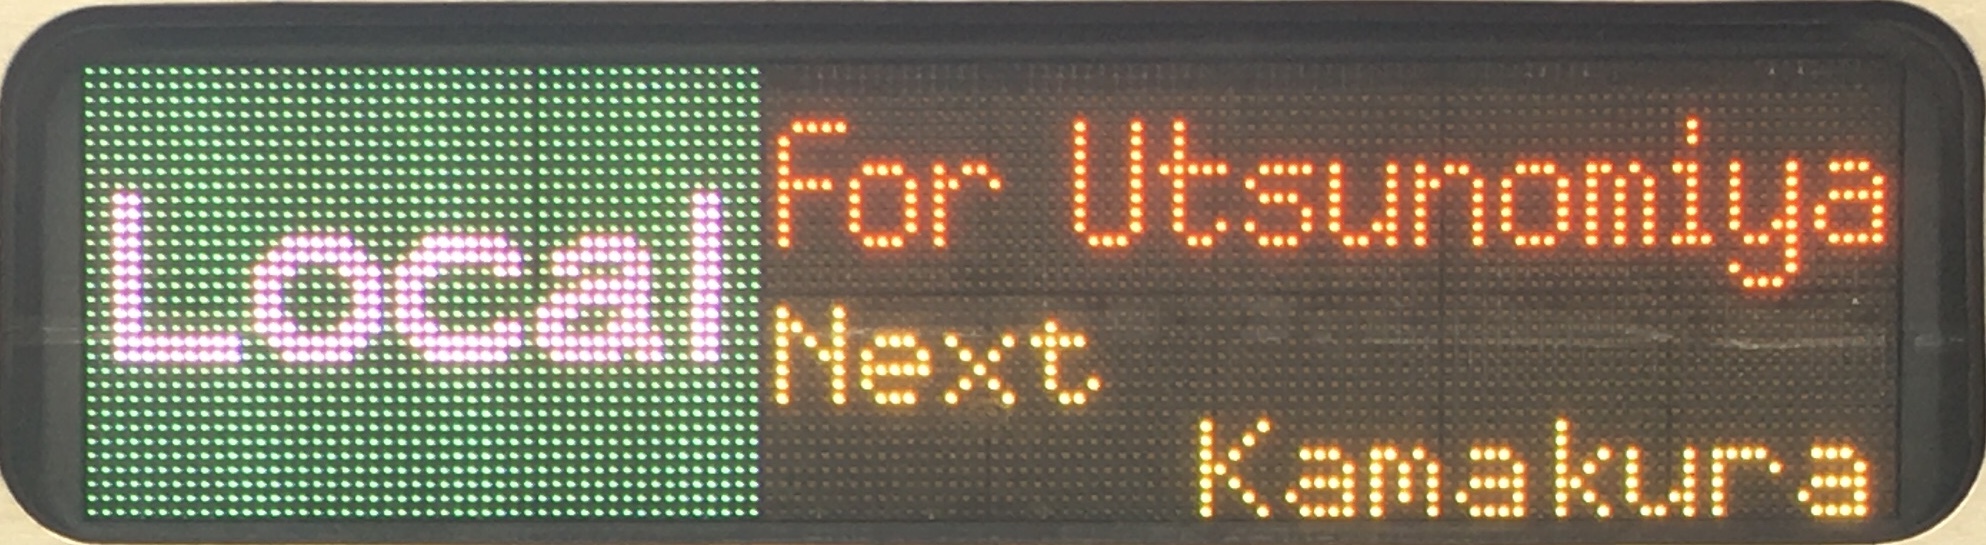 Local
For Utsunomiya
Next
Kamakura